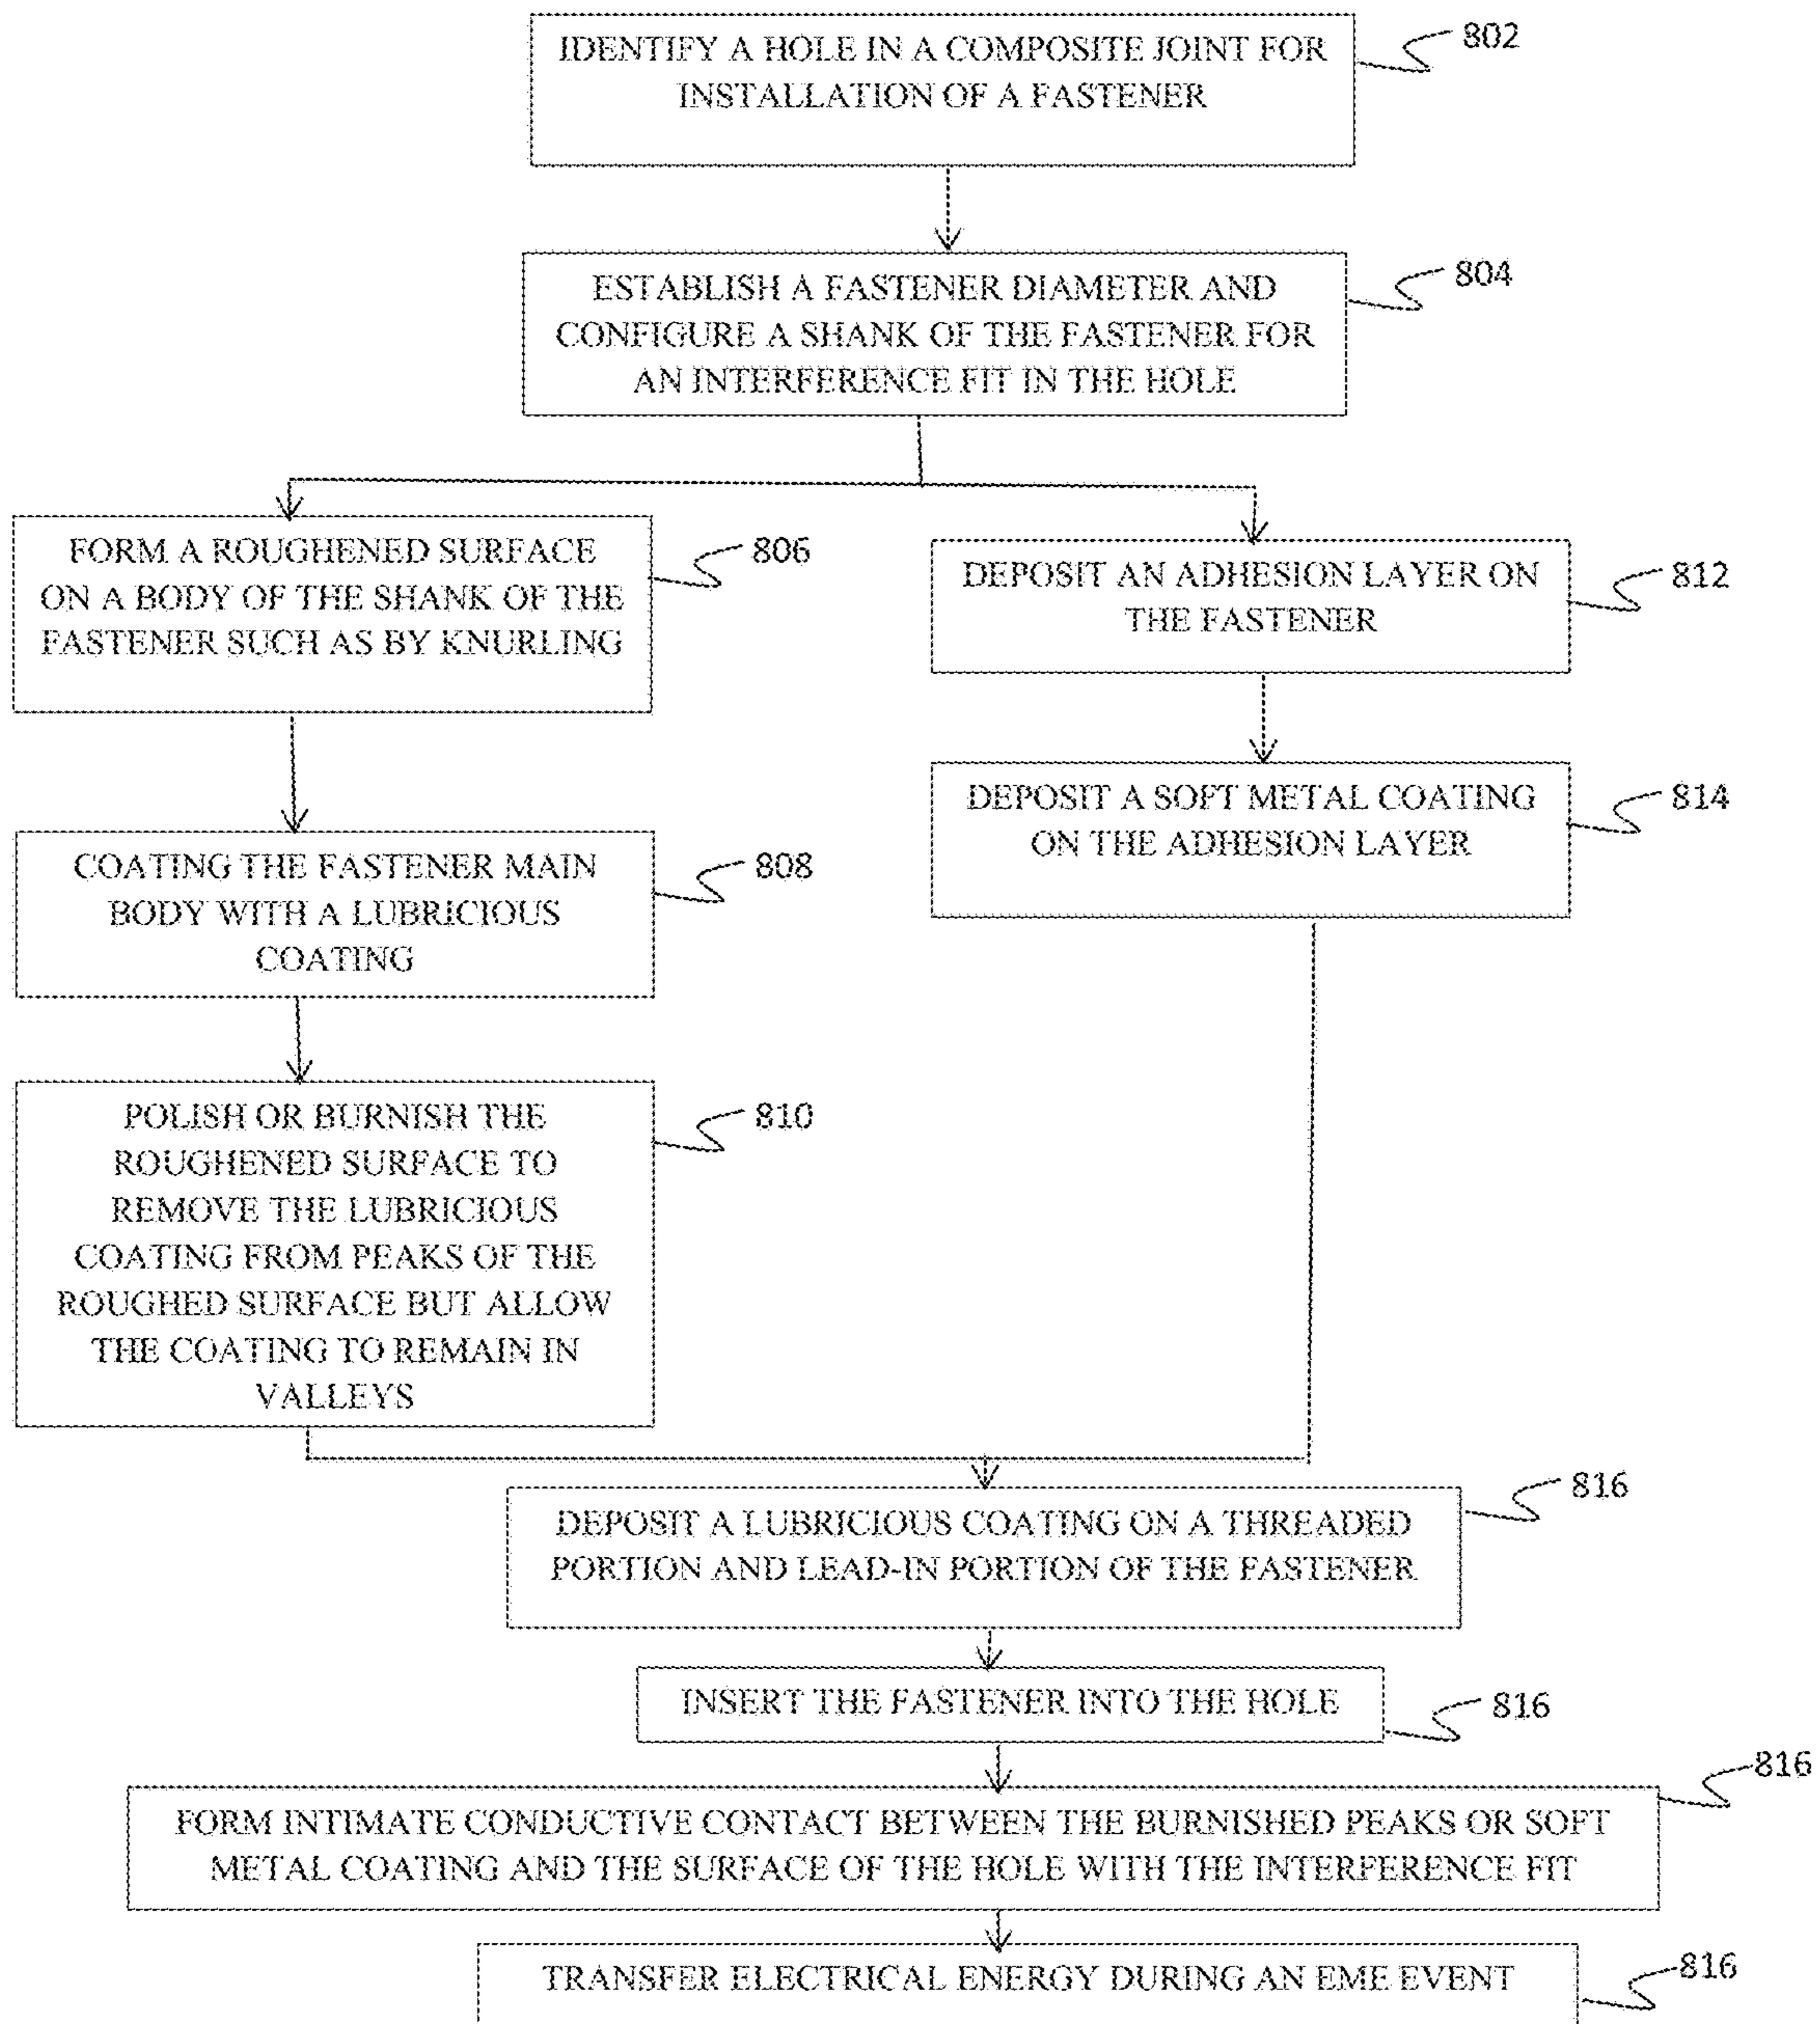 IDENTIFY A HOLE IN A COMPOSITE JOINT FOR
INSTALLATION OF A FASTENER
802
ESTABLISH A FASTENER DIAMETER AND
CONFIGURE A SHANK OF THE FASTENER FOR
AN INTERFERENCE FIT IN THE HOLE
804
FORM A ROUGHENED SURFACE
ON A BODY OF THE SHANK OF THE
FASTENER SUCH AS BY KNURLING
806
COATING THE FASTENER MAIN
BODY WITH A LUBRICIOUS
COATING
808
POLISH OR BURNISH THE
ROUGHENED SURFACE TO
REMOVE THE LUBRICIOUS
COATING FROM PEAKS OF THE
ROUGHED SURFACE BUT ALLOW
THE COATING TO REMAIN IN
VALLEYS
810
DEPOSIT AN ADHESION LAYER ON
THE FASTENER
812
DEPOSIT A SOFT METAL COATING
ON THE ADHESION LAYER
814
DEPOSIT A LUBRICIOUS COATING ON A THREADED
PORTION AND LEAD-IN PORTION OF THE FASTENER
816
INSERT THE FASTENER INTO THE HOLE
816
FORM INTIMATE CONDUCTIVE CONTACT BETWEEN THE BURNISHED PEAKS OR SOFT
METAL COATING AND THE SURFACE OF THE HOLE WITH THE INTERFERENCE FIT
816
TRANSFER ELECTRICAL ENERGY DURING AN EME EVENT
816